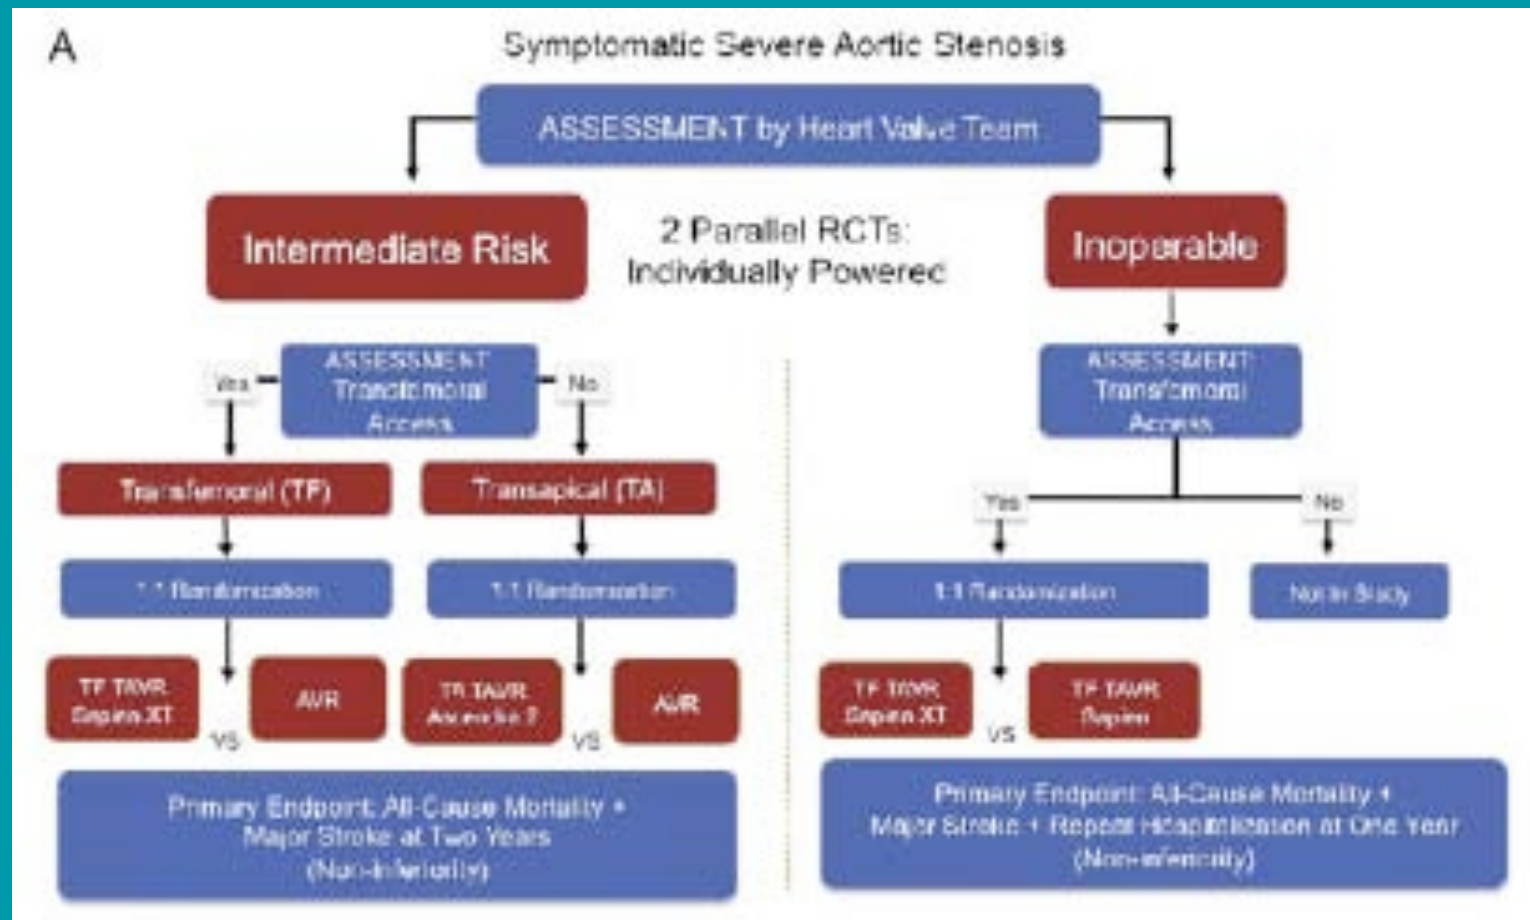 A
Symptomatic Severe Aortic Stenosis
ASSESSMENT by Heart Valve Team
Intermediate Risk
2 Parallel RCTs:
Individually Powered
Inoperable
ASSESSMENT
Transfemoral
Access
Yes
No
ASSESSMENT
Transfemoral
Access
Transfemoral (TF)
Transapical (TA)
Yes
No
1:1 Randomization
1:1 Randomization
1:1 Randomization
Not In Study
TF TAVR
Sapien XT
VS
AVR
TAVR
VS
AVR
TF TAVR
Sapien XT
VS
TF TAVR
Sapien
Primary Endpoint: All-Cause Mortality +
Major Stroke at Two Years
(Non-inferiority)
Primary Endpoint: All-Cause Mortality +
Major Stroke + Repeat Hospitalization at One Year
(Non-inferiority)